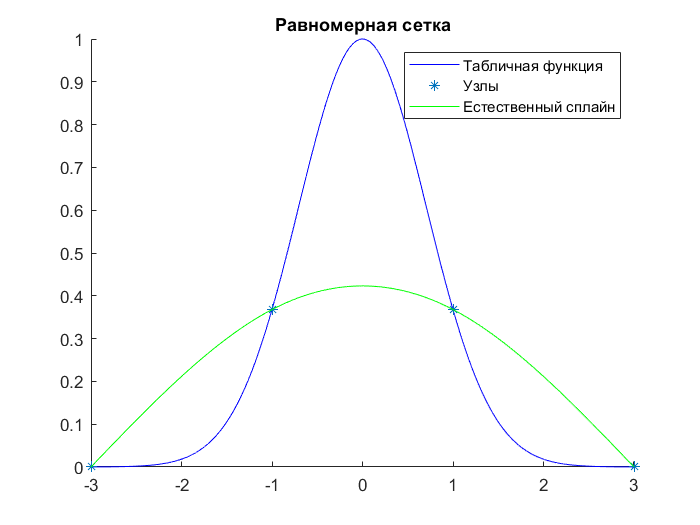 Равномерная сетка
Табличная функция
Узлы
Естественный сплайн
1
0.9
0.8
0.7
0.6
0.5
0.4
0.3
0.2
0.1
0
-3 -2 -1 0 1 2 3